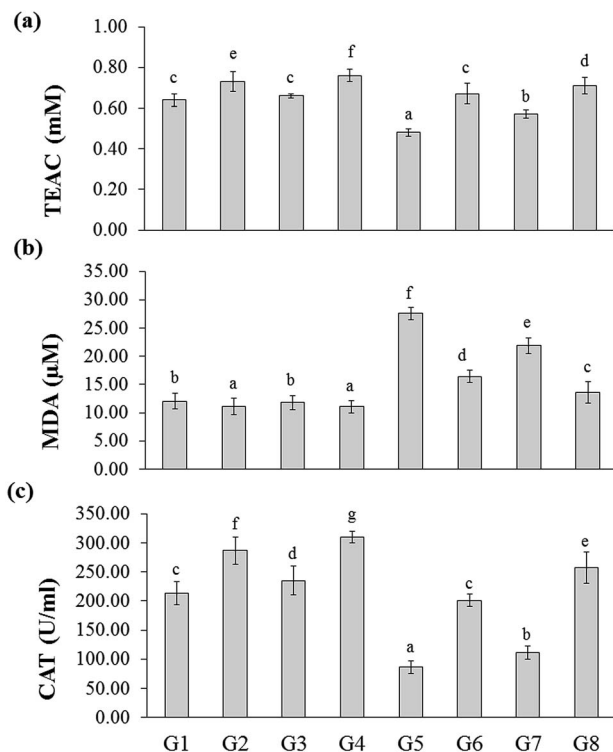 (a)
TEAC (mM)
1.00
0.80
0.60
0.40
0.20
0.00
c e c f a c b d
(b)
MDA (µM)
35.00
30.00
25.00
20.00
15.00
10.00
5.00
0.00
b a b a f d e c
(c)
CAT (U/ml)
350.00
300.00
250.00
200.00
150.00
100.00
50.00
0.00
c f d g a c b e
G1 G2 G3 G4 G5 G6 G7 G8